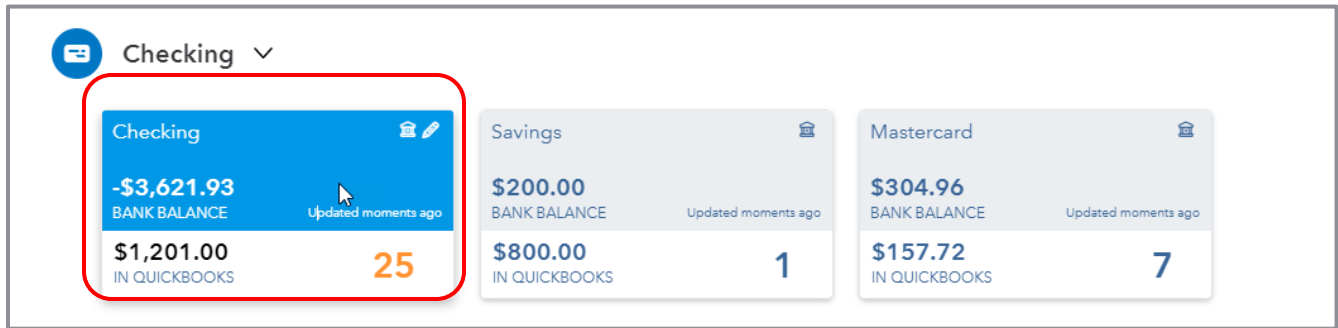 Checking
Checking
-$3,621.93
BANK BALANCE
Updated moments ago
$1,201.00
IN QUICKBOOKS
25
Savings
$200.00
BANK BALANCE
Updated moments ago
$800.00
IN QUICKBOOKS
1
Mastercard
$304.96
BANK BALANCE
Updated moments ago
$157.72
IN QUICKBOOKS
7